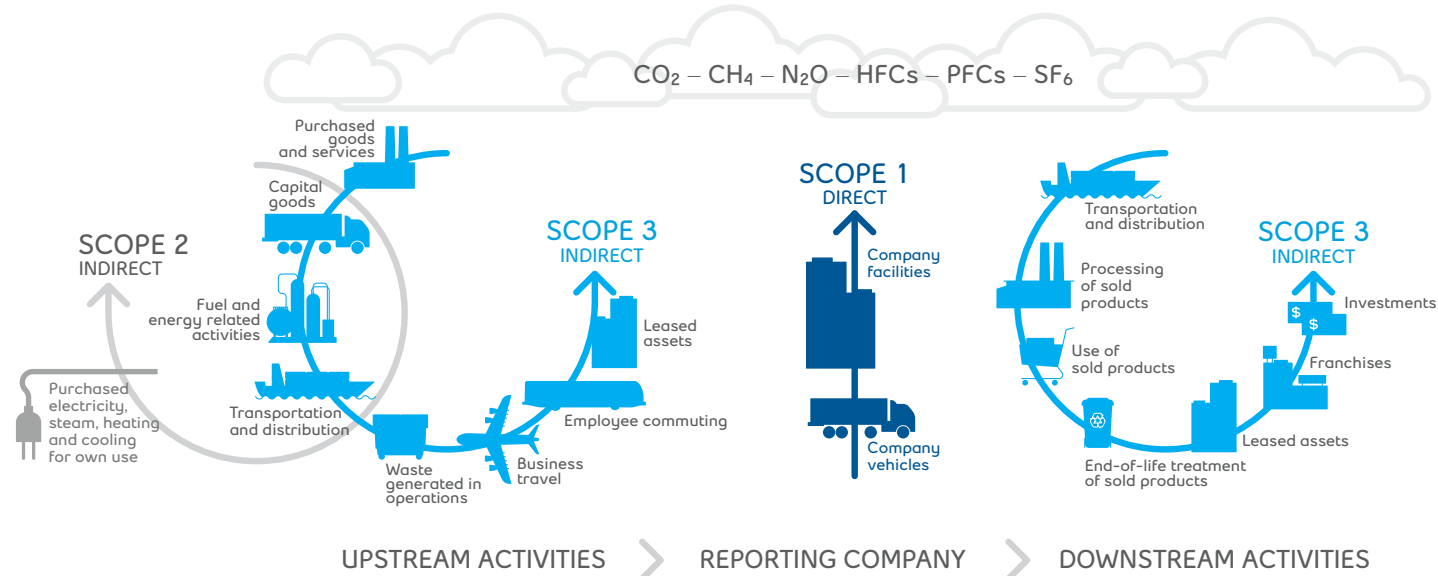 CO₂ – CH₄ – N₂O – HFCs – PFCs – SF₆
SCOPE 2
INDIRECT
Purchased
electricity,
steam, heating
and cooling
for own use
Purchased
goods
and services
Capital
goods
Fuel and
energy related
activities
Transportation
and distribution
Waste
generated in
operations
Business
travel
Employee commuting
Leased
assets
SCOPE 3
INDIRECT
SCOPE 1
DIRECT
Company
facilities
Company
vehicles
Transportation
and distribution
Processing
of sold
products
Use of
sold products
End-of-life treatment
of sold products
Leased assets
Franchises
Investments
$
$
SCOPE 3
INDIRECT
UPSTREAM ACTIVITIES
REPORTING COMPANY
DOWNSTREAM ACTIVITIES